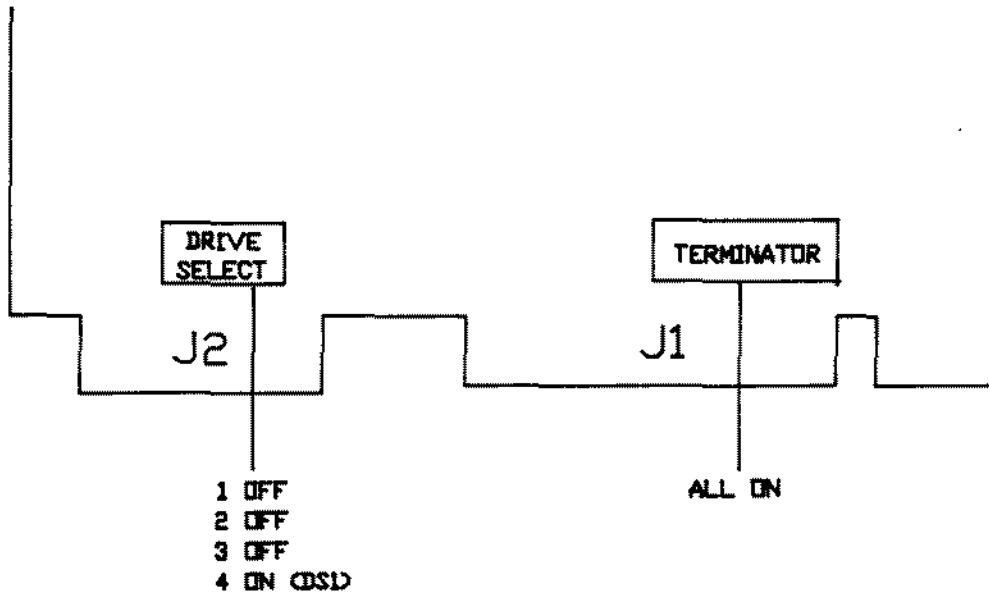 DRIVE
SELECT
TERMINATOR
J2
J1
1 OFF
2 OFF
3 OFF
4 ON (DS1)
ALL ON